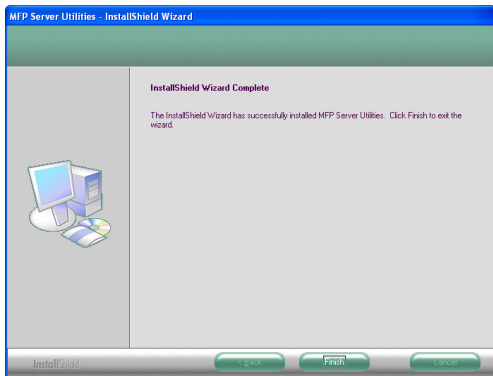 MFP Server Utilities - InstallShield Wizard
InstallShield Wizard Complete
The InstallShield Wizard has successfully installed MFP Server Utilities. Click Finish to exit the
wizard.
InstallShield
< Back
Finish
Cancel